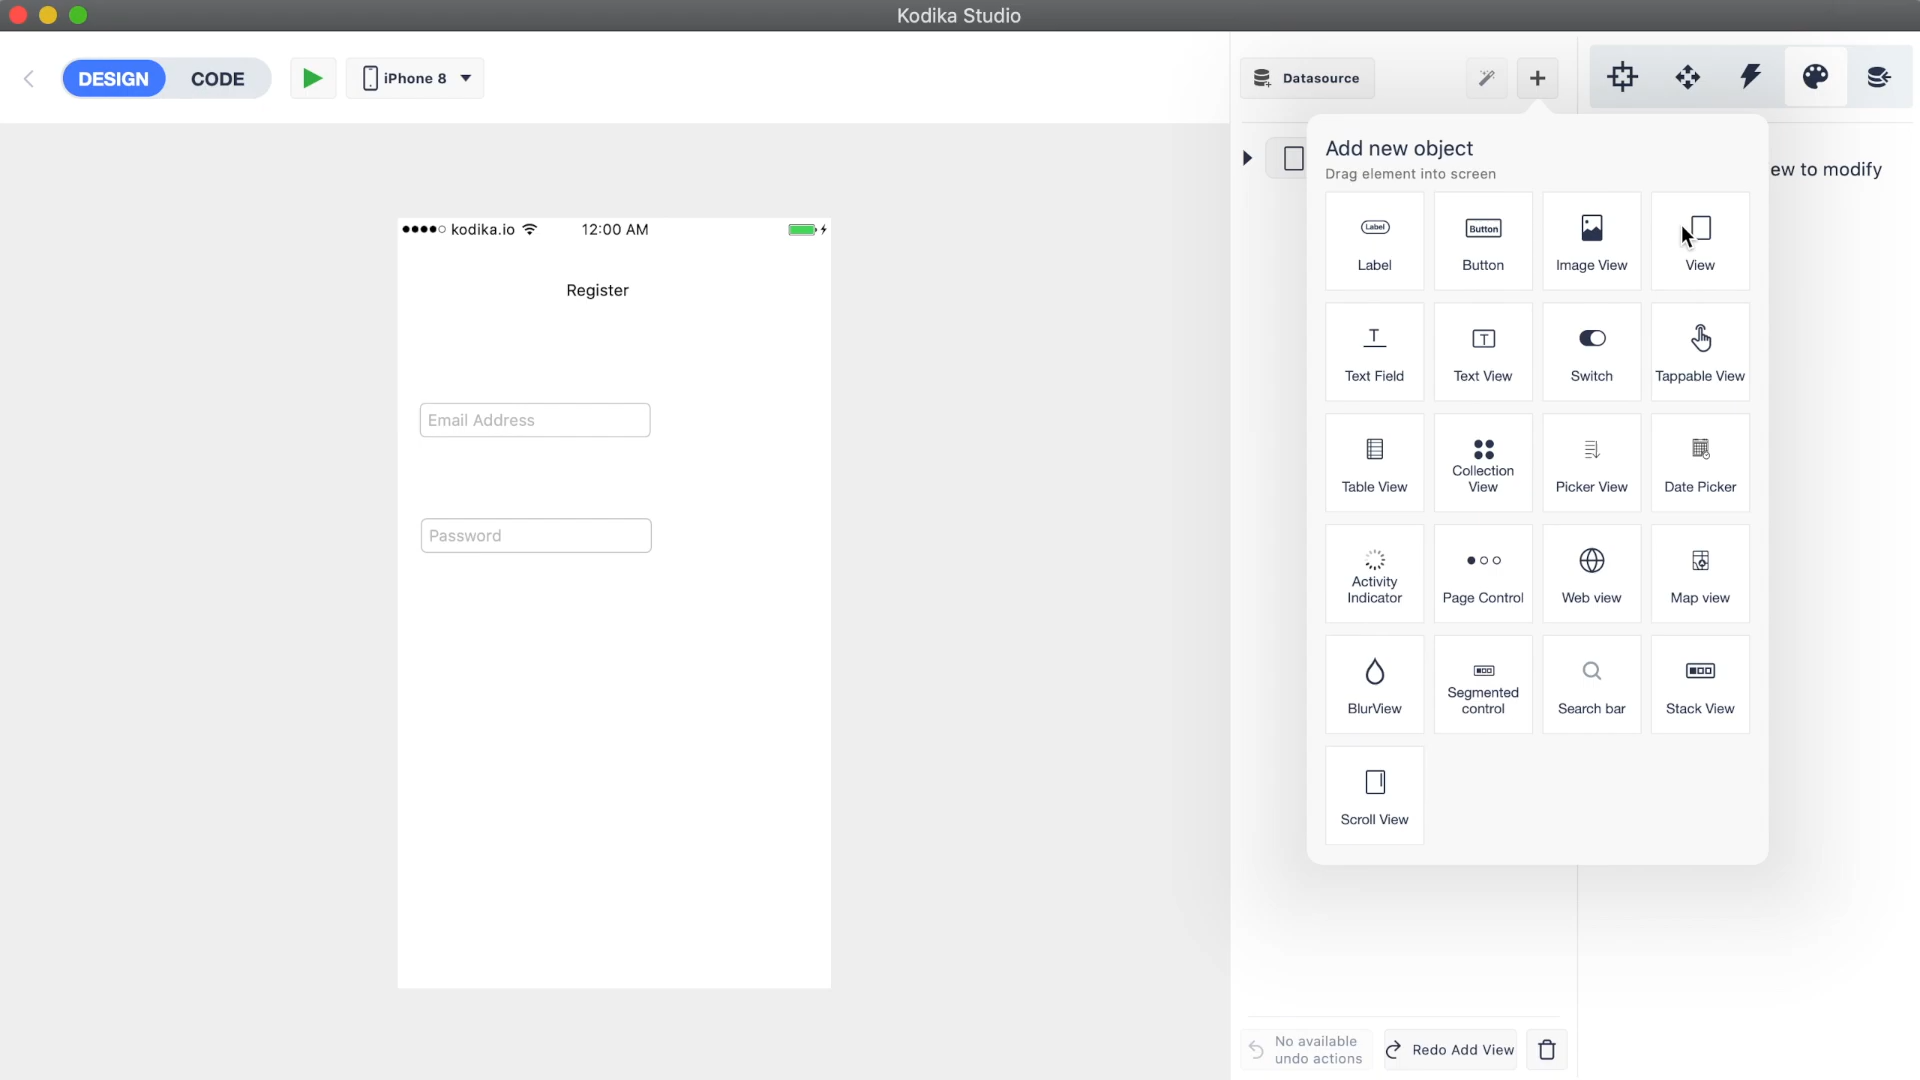 Kodika Studio
DESIGN CODE
iPhone 8
Datasource
kodika.io 12:00 AM
Register
Email Address
Password
Add new object
Drag element into screen
Label
Label
Button
Button
Image View
View
T
Text Field
T
Text View
Switch
Tappable View
Table View
Collection
View
Picker View
Date Picker
Activity
Indicator
Page Control
Web view
Map view
BlurView
Segmented
control
Search bar
Stack View
Scroll View
ew to modify
No available
undo actions
Redo Add View